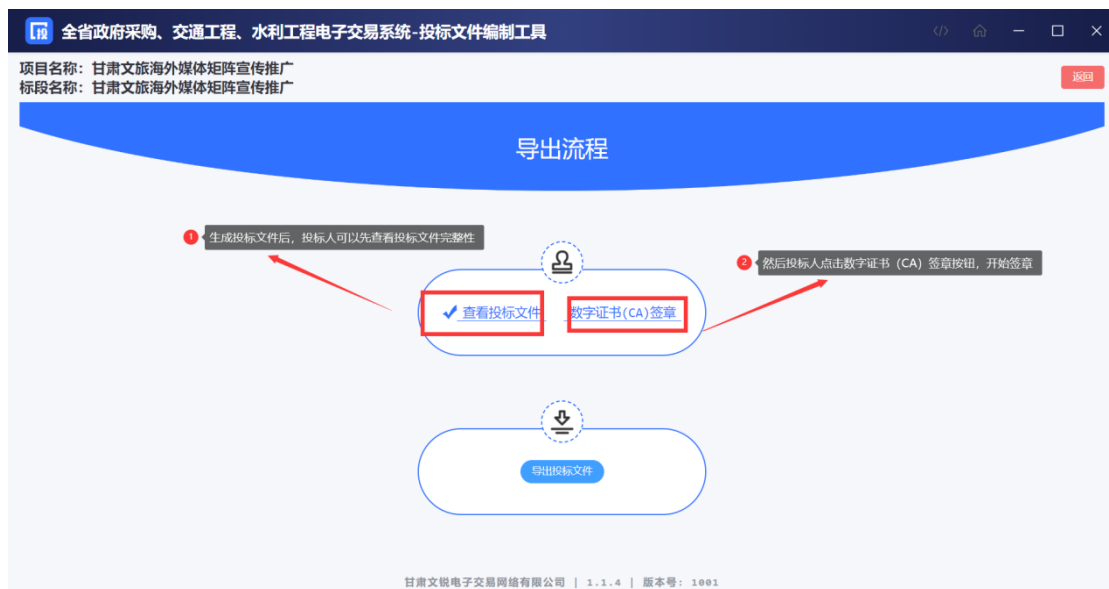 投 全省政府采购、交通工程、水利工程电子交易系统-投标文件编制工具
项目名称：甘肃文旅海外媒体矩阵宣传推广
标段名称：甘肃文旅海外媒体矩阵宣传推广
返回
导出流程
1 生成投标文件后，投标人可以先查看投标文件完整性
2 然后投标人点击数字证书（CA）签章按钮，开始签章
查看投标文件 数字证书(CA)签章
导出投标文件
甘肃文锐电子交易网络有限公司 | 1.1.4 | 版本号: 1001